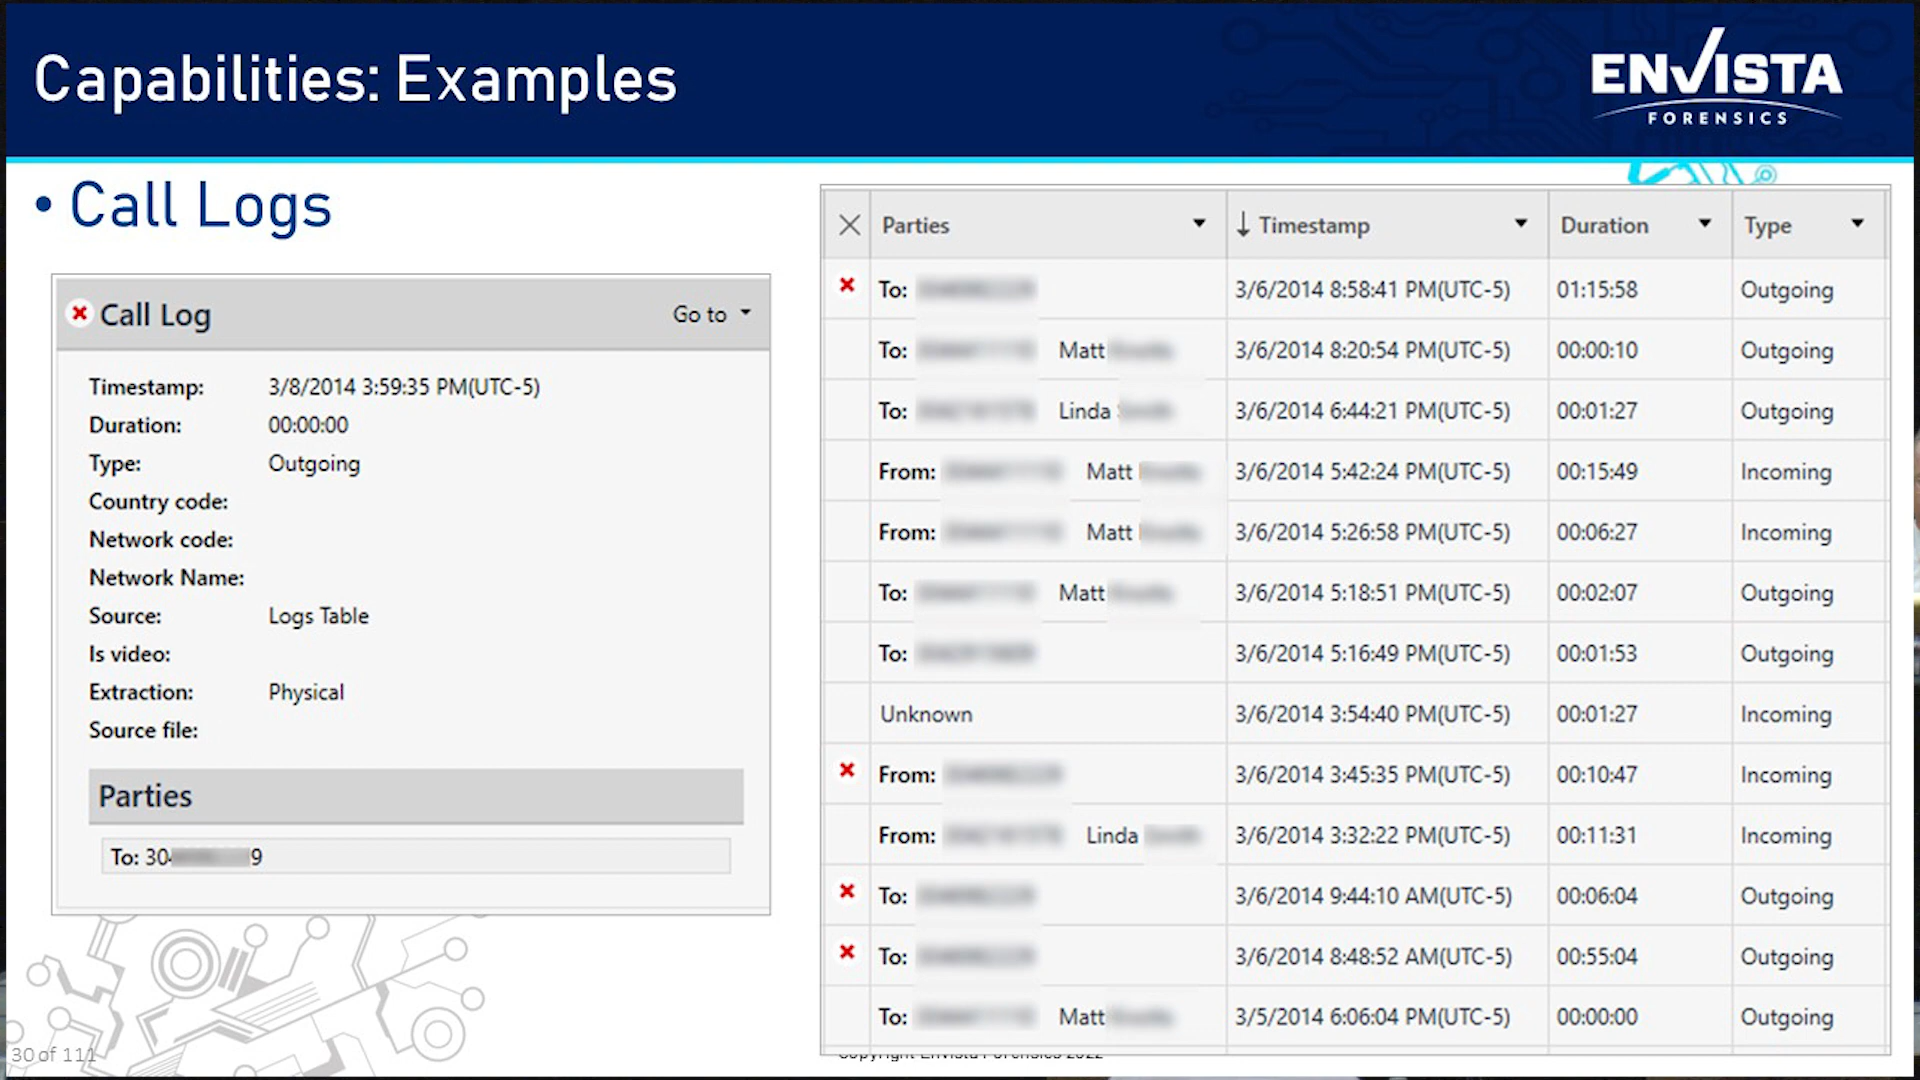 Capabilities: Examples
ENVISTA
FORENSICS
• Call Logs
Call Log
Go to
Timestamp: 3/8/2014 3:59:35 PM(UTC-5)
Duration: 00:00:00
Type: Outgoing
Country code:
Network code:
Network Name:
Source: Logs Table
Is video:
Extraction: Physical
Source file:
Parties
To: 30 9
Parties Timestamp Duration Type
To: 3/6/2014 8:58:41 PM(UTC-5) 01:15:58 Outgoing
To: Matt 3/6/2014 8:20:54 PM(UTC-5) 00:00:10 Outgoing
To: Linda 3/6/2014 6:44:21 PM(UTC-5) 00:01:27 Outgoing
From: Matt 3/6/2014 5:42:24 PM(UTC-5) 00:15:49 Incoming
From: Matt 3/6/2014 5:26:58 PM(UTC-5) 00:06:27 Incoming
To: Matt 3/6/2014 5:18:51 PM(UTC-5) 00:02:07 Outgoing
To: 3/6/2014 5:16:49 PM(UTC-5) 00:01:53 Outgoing
Unknown 3/6/2014 3:54:40 PM(UTC-5) 00:01:27 Incoming
From: 3/6/2014 3:45:35 PM(UTC-5) 00:10:47 Incoming
From: Linda 3/6/2014 3:32:22 PM(UTC-5) 00:11:31 Incoming
To: 3/6/2014 9:44:10 AM(UTC-5) 00:06:04 Outgoing
To: 3/6/2014 8:48:52 AM(UTC-5) 00:55:04 Outgoing
To: Matt 3/5/2014 6:06:04 PM(UTC-5) 00:00:00 Outgoing
30 of 111
Copyright Envista Forensics 2022